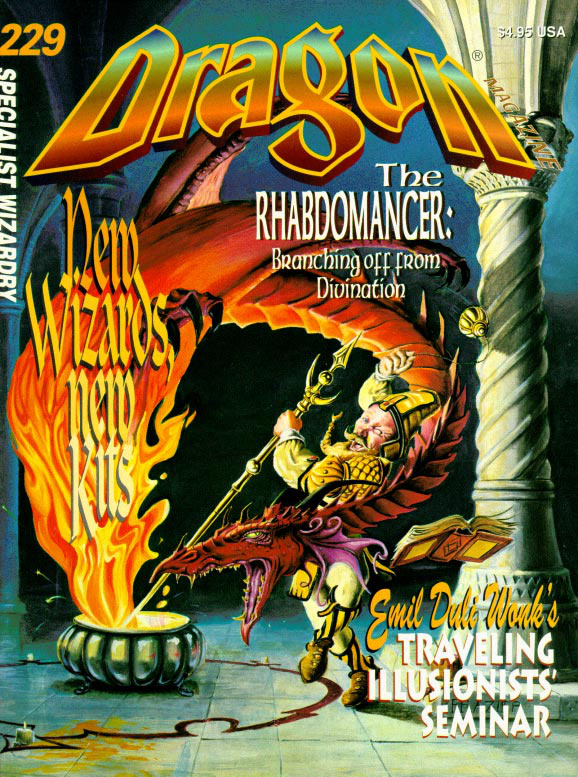 229
$4.95 USA
Dragon®
MAGAZINE
SPECIALIST WIZARDRY
The
RHABDOMANCER:
Branching off from
Divination
New
Wizards,
new
Kits
Emil Duli Wonk's
TRAVELING
ILLUSIONISTS'
SEMINAR